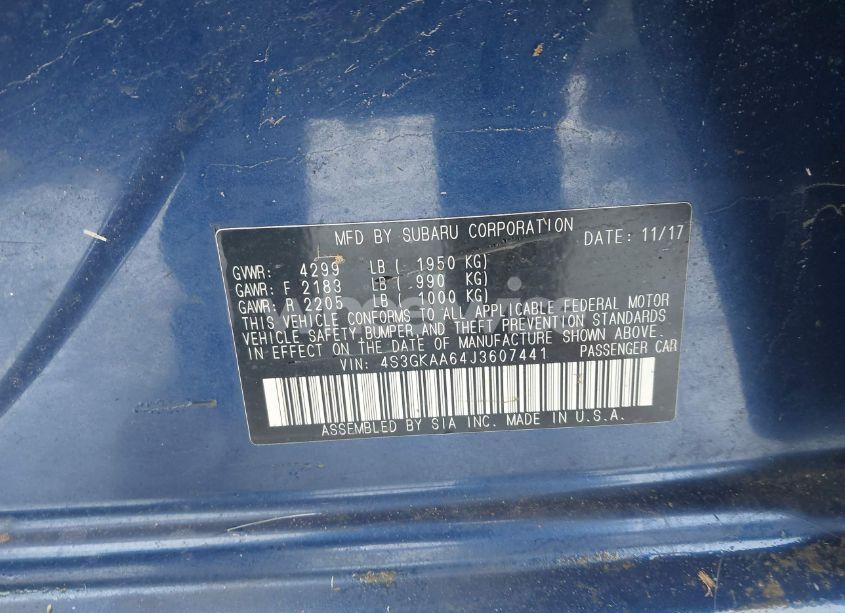 MFD BY SUBARU CORPORATION DATE: 11/17
GVWR: 4299 LB ( 1950 KG)
GAWR: F 2183 LB ( 990 KG)
GAWR: R 2205 LB ( 1000 KG)
THIS VEHICLE CONFORMS TO ALL APPLICABLE FEDERAL MOTOR
VEHICLE SAFETY, BUMPER, AND THEFT PREVENTION STANDARDS
IN EFFECT ON THE DATE OF MANUFACTURE SHOWN ABOVE.
VIN: 4S3GKAA64J3607441 PASSENGER CAR
ASSEMBLED BY SIA INC. MADE IN U.S.A.